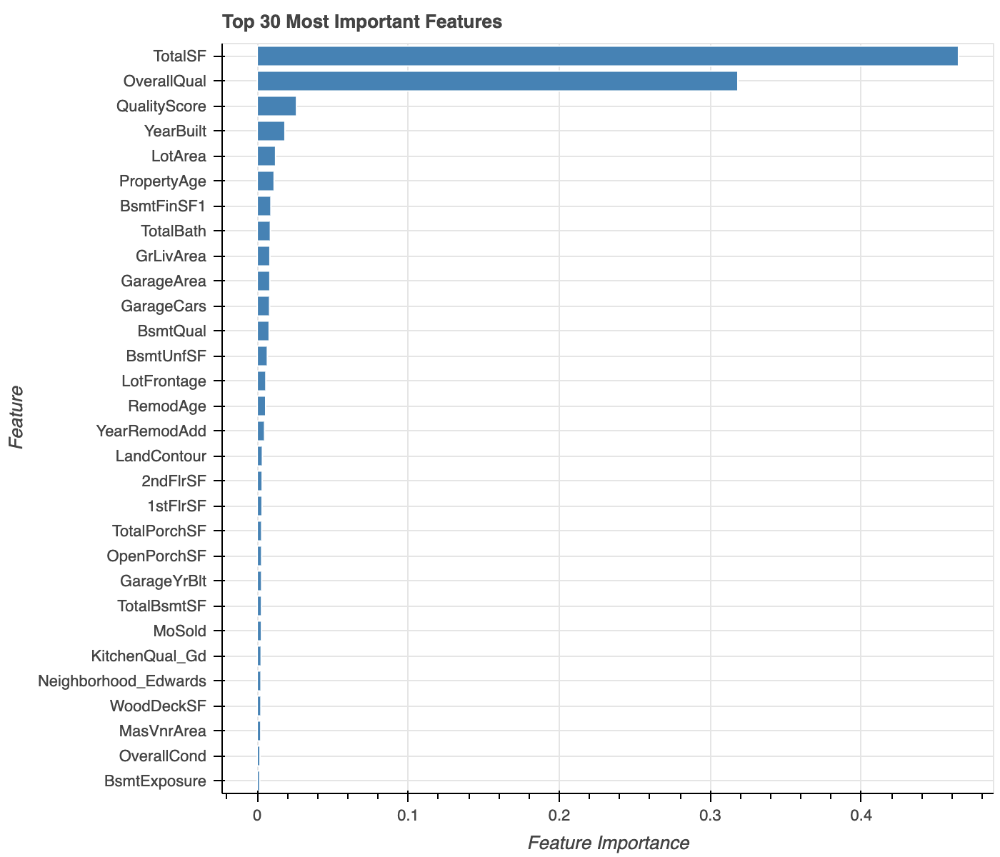 Top 30 Most Important Features
TotalSF
OverallQual
QualityScore
YearBuilt
LotArea
PropertyAge
BsmtFinSF1
TotalBath
GrLivArea
GarageArea
GarageCars
BsmtQual
BsmtUnfSF
LotFrontage
RemodAge
YearRemodAdd
LandContour
2ndFlrSF
1stFlrSF
TotalPorchSF
OpenPorchSF
GarageYrBlt
TotalBsmtSF
MoSold
KitchenQual_Gd
Neighborhood_Edwards
WoodDeckSF
MasVnrArea
OverallCond
BsmtExposure
Feature
0 0.1 0.2 0.3 0.4
Feature Importance